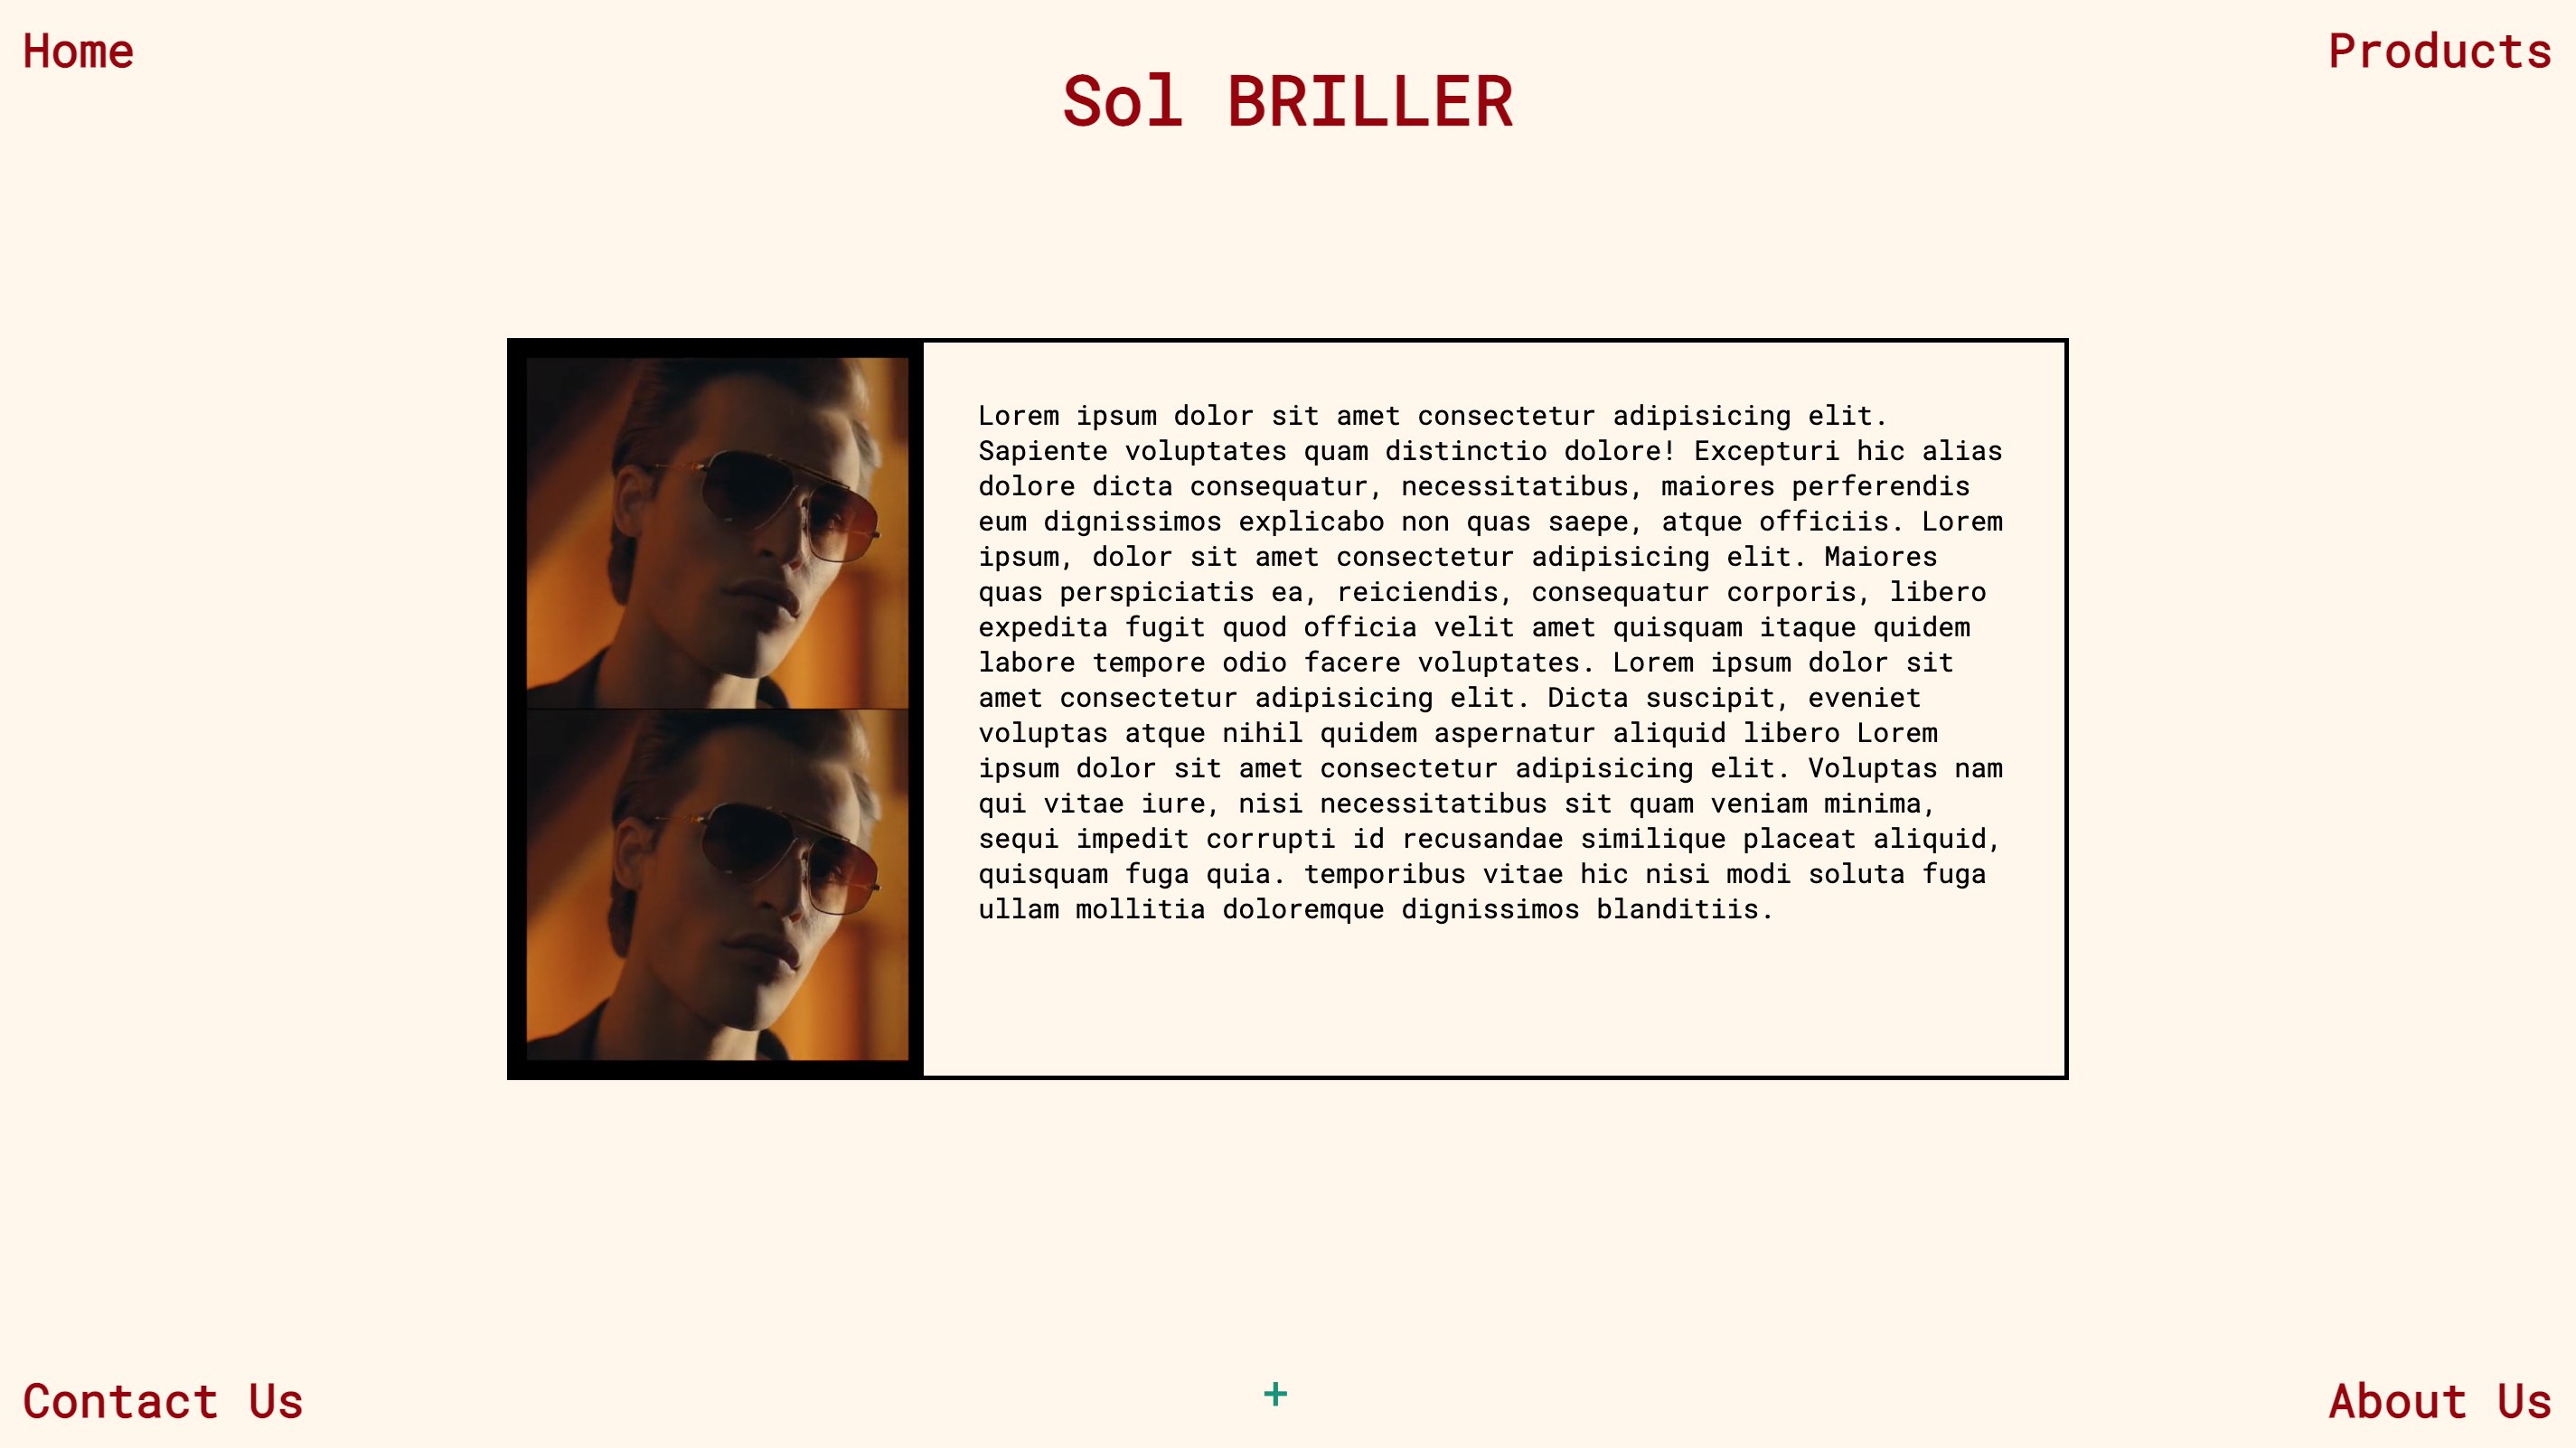 Home
Products
Sol BRILLER
Lorem ipsum dolor sit amet consectetur adipisicing elit.
Sapiente voluptates quam distinctio dolore! Excepturi hic alias
dolore dicta consequatur, necessitatibus, maiores perferendis
eum dignissimos explicabo non quas saepe, atque officiis. Lorem
ipsum, dolor sit amet consectetur adipisicing elit. Maiores
quas perspiciatis ea, reiciendis, consequatur corporis, libero
expedita fugit quod officia velit amet quisquam itaque quidem
labore tempore odio facere voluptates. Lorem ipsum dolor sit
amet consectetur adipisicing elit. Dicta suscipit, eveniet
voluptas atque nihil quidem aspernatur aliquid libero Lorem
ipsum dolor sit amet consectetur adipisicing elit. Voluptas nam
qui vitae iure, nisi necessitatibus sit quam veniam minima,
sequi impedit corrupti id recusandae similique placeat aliquid,
quisquam fuga quia. temporibus vitae hic nisi modi soluta fuga
ullam mollitia doloremque dignissimos blanditiis.
+
Contact Us
About Us